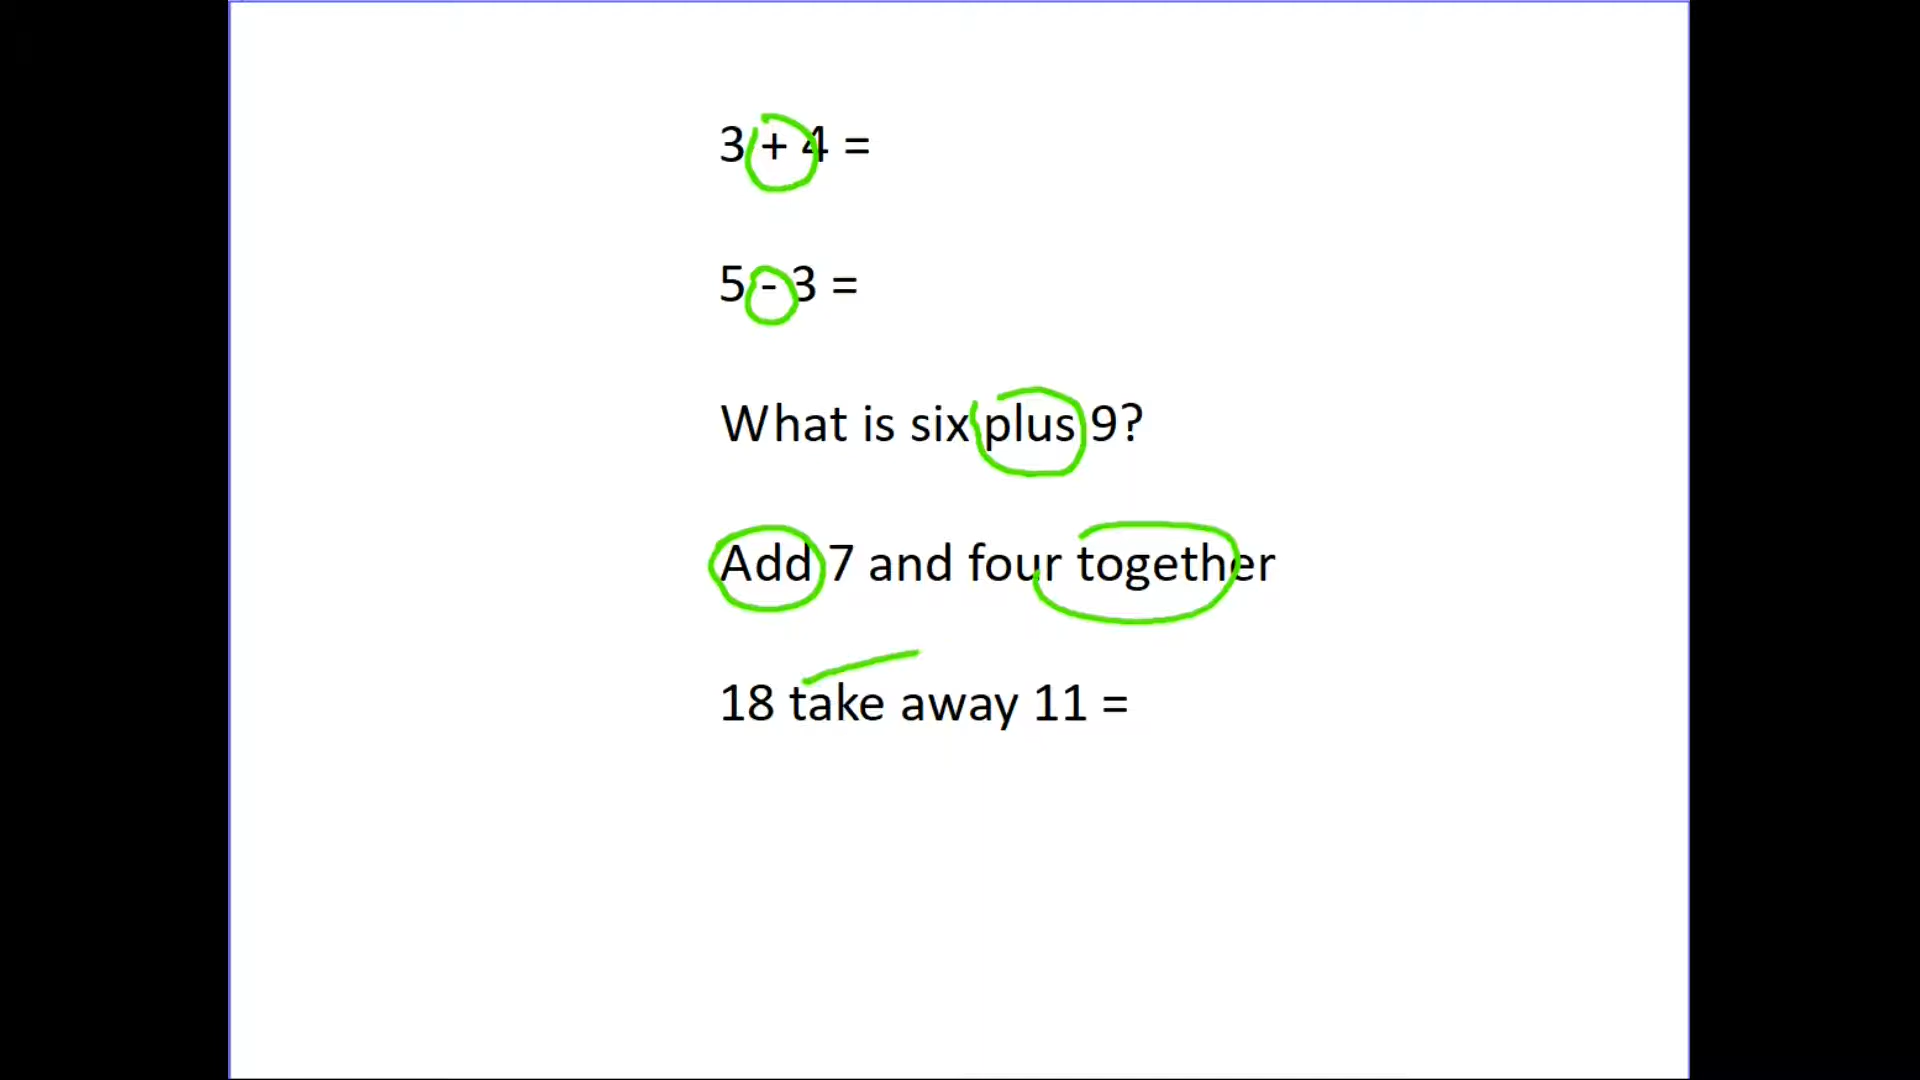 3 + 4 =
5 - 3 =
What is six plus 9?
Add 7 and four together
18 take away 11 =